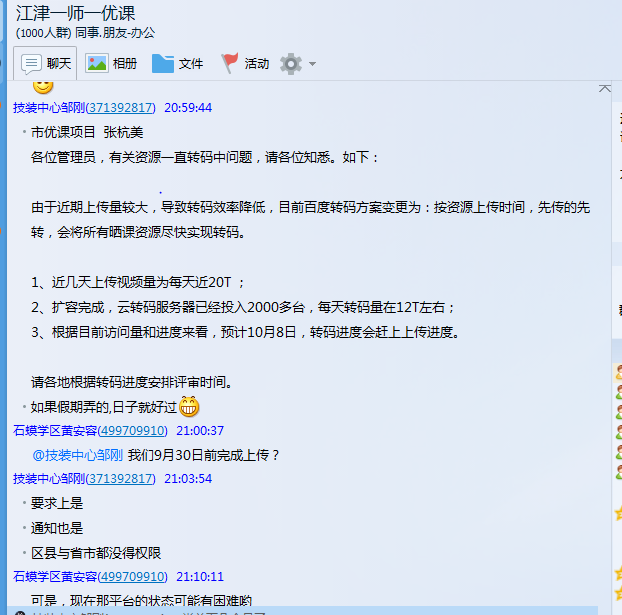 江津一师一优课
(1000人群) 同事.朋友-办公
聊天 相册 文件 活动
技装中心邹刚(371392817) 20:59:44
市优课项目 张杭美
各位管理员，有关资源一直转码中问题，请各位知悉。如下：
由于近期上传量较大，导致转码效率降低，目前百度转码方案变更为：按资源上传时间，先传的先
转，会将所有晒课资源尽快实现转码。
1、近几天上传视频量为每天近20T ；
2、扩容完成，云转码服务器已经投入2000多台，每天转码量在12T左右；
3、根据目前访问量和进度来看，预计10月8日，转码进度会赶上上传进度。
请各地根据转码进度安排评审时间。
如果假期弄的,日子就好过
石蟆学区黄安容(499709910) 21:00:37
@技装中心邹刚 我们9月30日前完成上传？
技装中心邹刚(371392817) 21:03:54
要求上是
通知也是
区县与省市都没得权限
石蟆学区黄安容(499709910) 21:10:11
可是，现在那平台的状态可能有困难哟